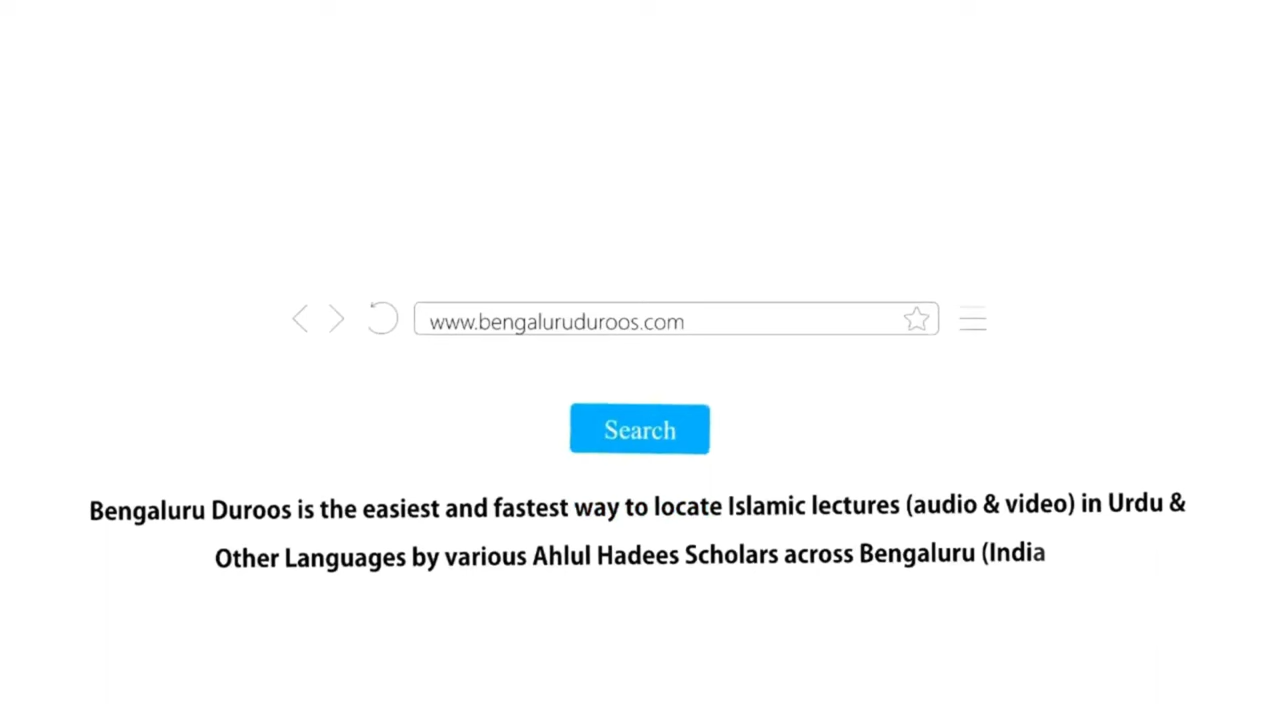 www.bengaluruduroos.com
Search
Bengaluru Duroos is the easiest and fastest way to locate Islamic lectures (audio & video) in Urdu &
Other Languages by various Ahlul Hadees Scholars across Bengaluru (India